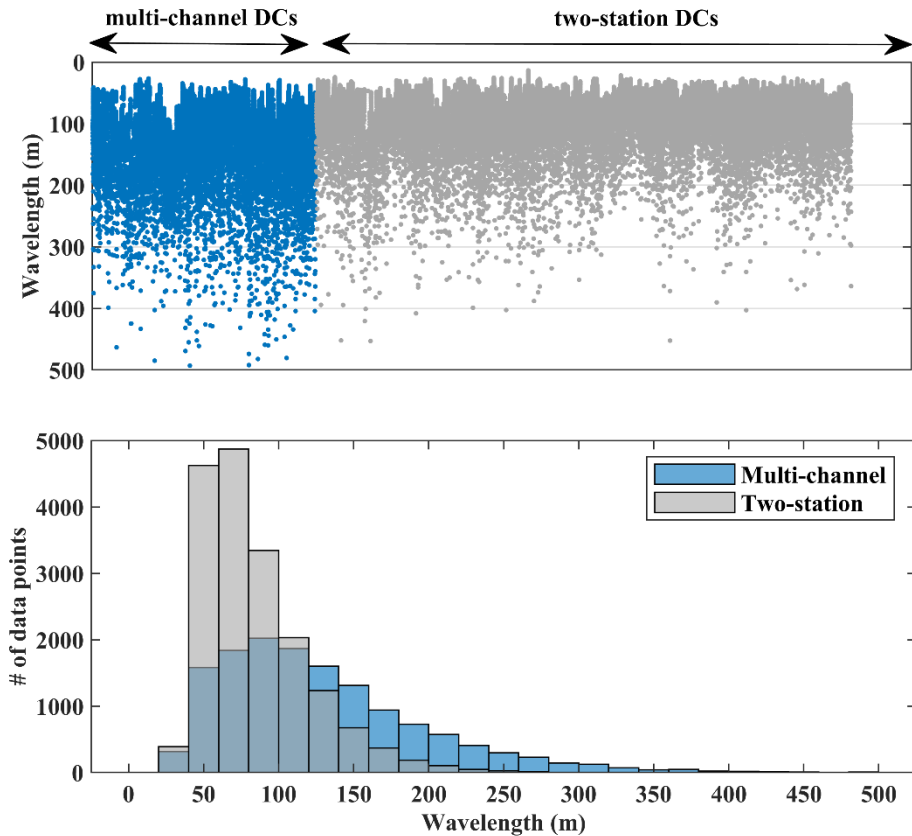 multi-channel DCs
two-station DCs
0
100
200
300
400
500
Wavelength (m)
5000
4000
3000
2000
1000
0
# of data points
Multi-channel
Two-station
0 50 100 150 200 250 300 350 400 450 500
Wavelength (m)